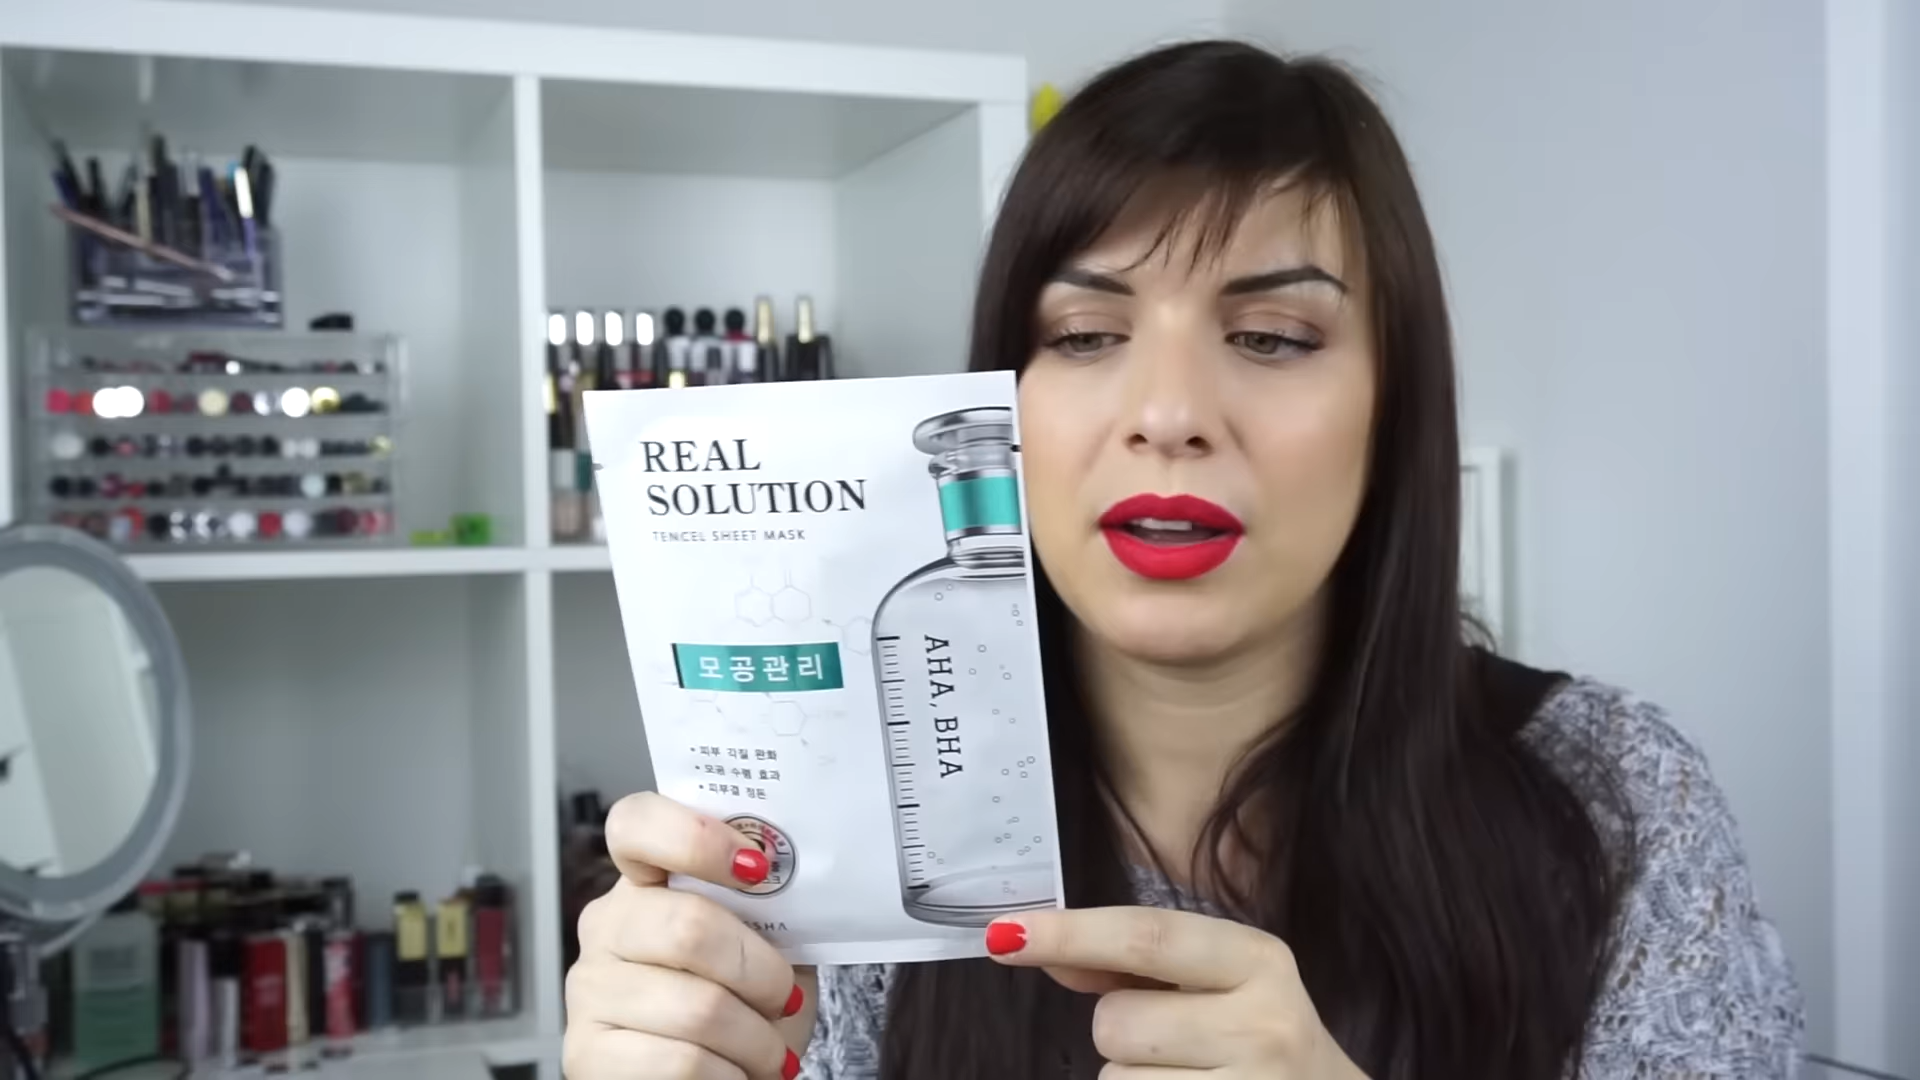 REAL
SOLUTION
TENCEL SHEET MASK
모공관리
AHA, BHA
• 피부 각질 완화
• 모공 수렴 효과
• 피부결 정돈
SSHA